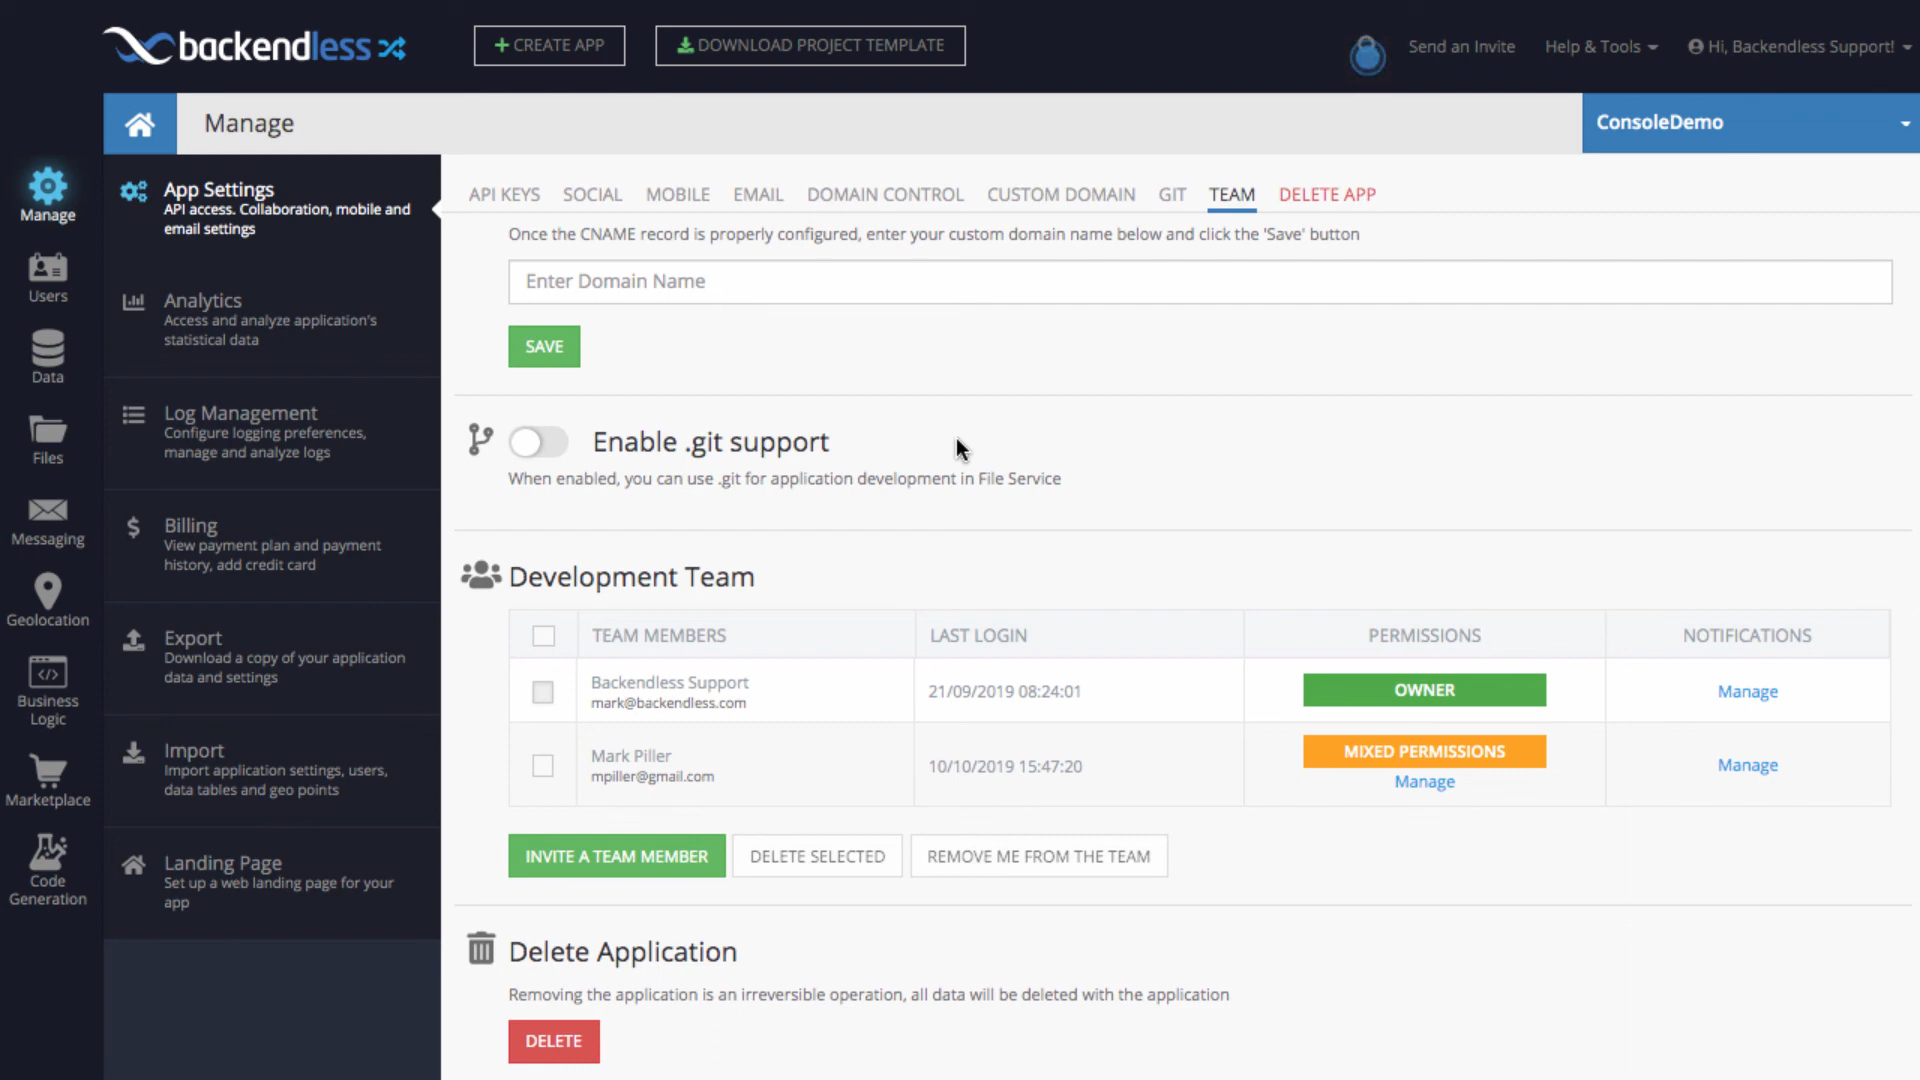 backendless
CREATE APP
DOWNLOAD PROJECT TEMPLATE
Send an Invite
Help & Tools
Hi, Backendless Support!
Manage
ConsoleDemo
Manage
Users
Data
Files
Messaging
Geolocation
Business
Logic
Marketplace
Code
Generation
App Settings
API access. Collaboration, mobile and
email settings
Analytics
Access and analyze application's
statistical data
Log Management
Configure logging preferences,
manage and analyze logs
Billing
View payment plan and payment
history, add credit card
Export
Download a copy of your application
data and settings
Import
Import application settings, users,
data tables and geo points
Landing Page
Set up a web landing page for your
app
API KEYS SOCIAL MOBILE EMAIL DOMAIN CONTROL CUSTOM DOMAIN GIT TEAM DELETE APP
Once the CNAME record is properly configured, enter your custom domain name below and click the 'Save' button
Enter Domain Name
SAVE
Enable .git support
When enabled, you can use .git for application development in File Service
Development Team
TEAM MEMBERS LAST LOGIN PERMISSIONS NOTIFICATIONS
Backendless Support
mark@backendless.com
21/09/2019 08:24:01
OWNER
Manage
Mark Piller
mpiller@gmail.com
10/10/2019 15:47:20
MIXED PERMISSIONS
Manage
Manage
INVITE A TEAM MEMBER
DELETE SELECTED
REMOVE ME FROM THE TEAM
Delete Application
Removing the application is an irreversible operation, all data will be deleted with the application
DELETE